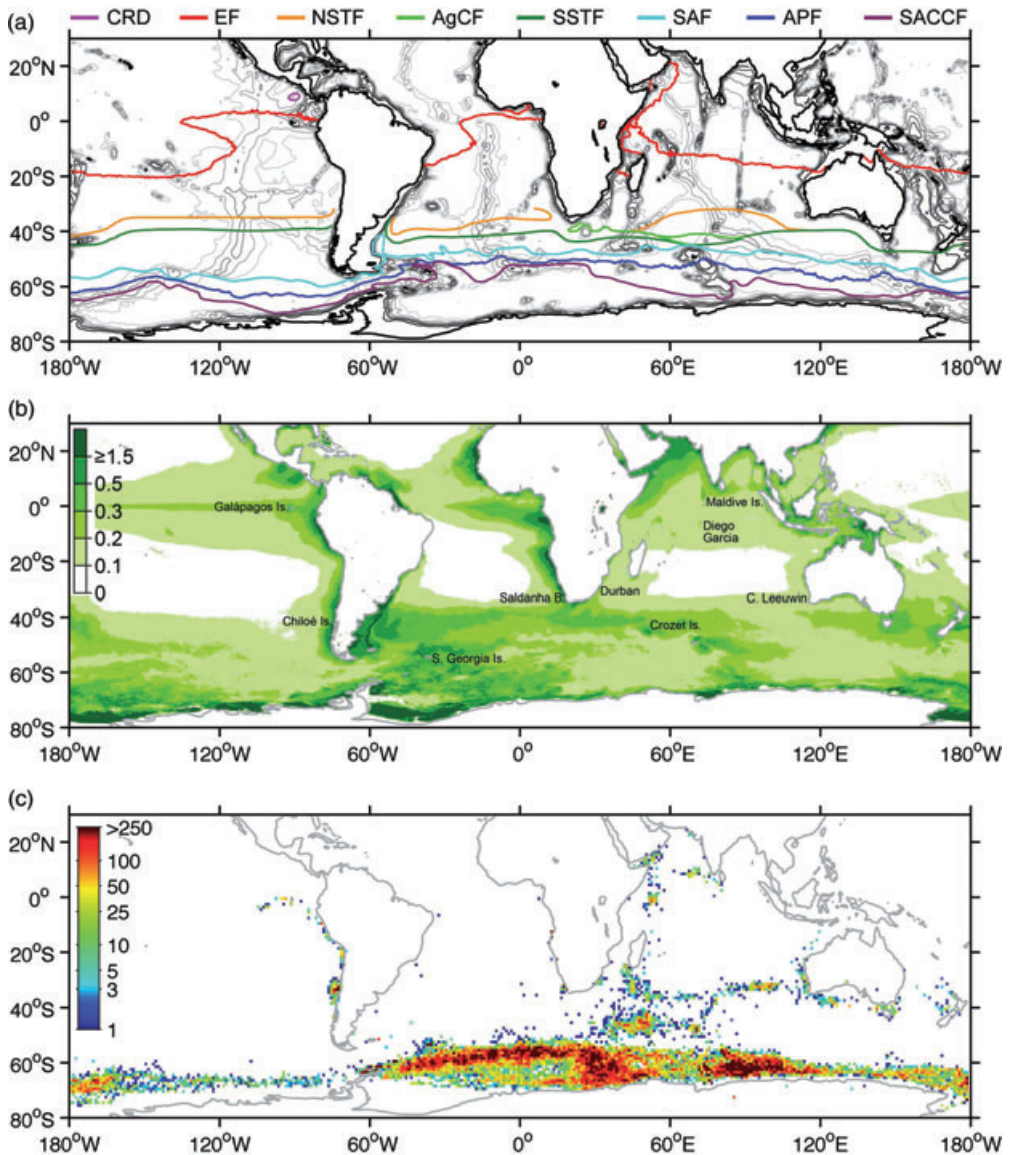 CRD EF NSTF AgCF SSTF SAF APF SACCF
(a)
20°N
0°
20°S
40°S
60°S
80°S
180°W 120°W 60°W 0° 60°E 120°E 180°E
(b)
≥1.5
0.5
0.3
0.2
0.1
0
20°N
0°
20°S
40°S
60°S
80°S
Galápagos Is.
Maldive Is.
Diego
Garcia
Saldanha B.
Durban
C. Leeuwin
Chiloé Is.
Crozet Is.
S. Georgia Is.
180°W 120°W 60°W 0° 60°E 120°E 180°E
(c)
>250
100
50
25
10
5
3
1
20°N
0°
20°S
40°S
60°S
80°S
180°W 120°W 60°W 0° 60°E 120°E 180°E